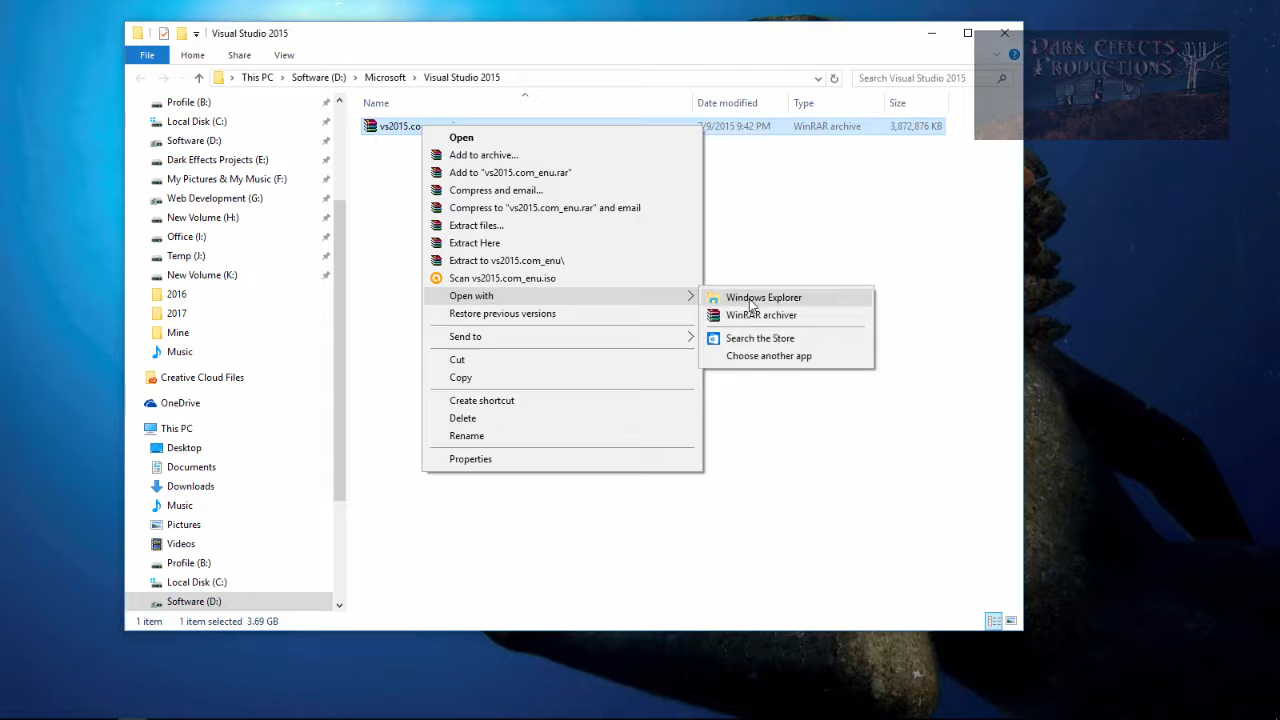 Visual Studio 2015
File Home Share View
This PC Software (D:) Microsoft Visual Studio 2015
Search Visual Studio 2015
DARK EFFECTS
PRODUCTIONS
Name Date modified Type Size
vs2015.co 7/9/2015 9:42 PM WinRAR archive 3,872,876 KB
Profile (B:)
Local Disk (C:)
Software (D:)
Dark Effects Projects (E:)
My Pictures & My Music (F:)
Web Development (G:)
New Volume (H:)
Office (I:)
Temp (J:)
New Volume (K:)
2016
2017
Mine
Music
Creative Cloud Files
OneDrive
This PC
Desktop
Documents
Downloads
Music
Pictures
Videos
Profile (B:)
Local Disk (C:)
Software (D:)
Open
Add to archive...
Add to "vs2015.com_enu.rar"
Compress and email...
Compress to "vs2015.com_enu.rar" and email
Extract files...
Extract Here
Extract to vs2015.com_enu\
Scan vs2015.com_enu.iso
Open with
Restore previous versions
Send to
Cut
Copy
Create shortcut
Delete
Rename
Properties
Windows Explorer
WinRAR archiver
Search the Store
Choose another app
1 item 1 item selected 3.69 GB